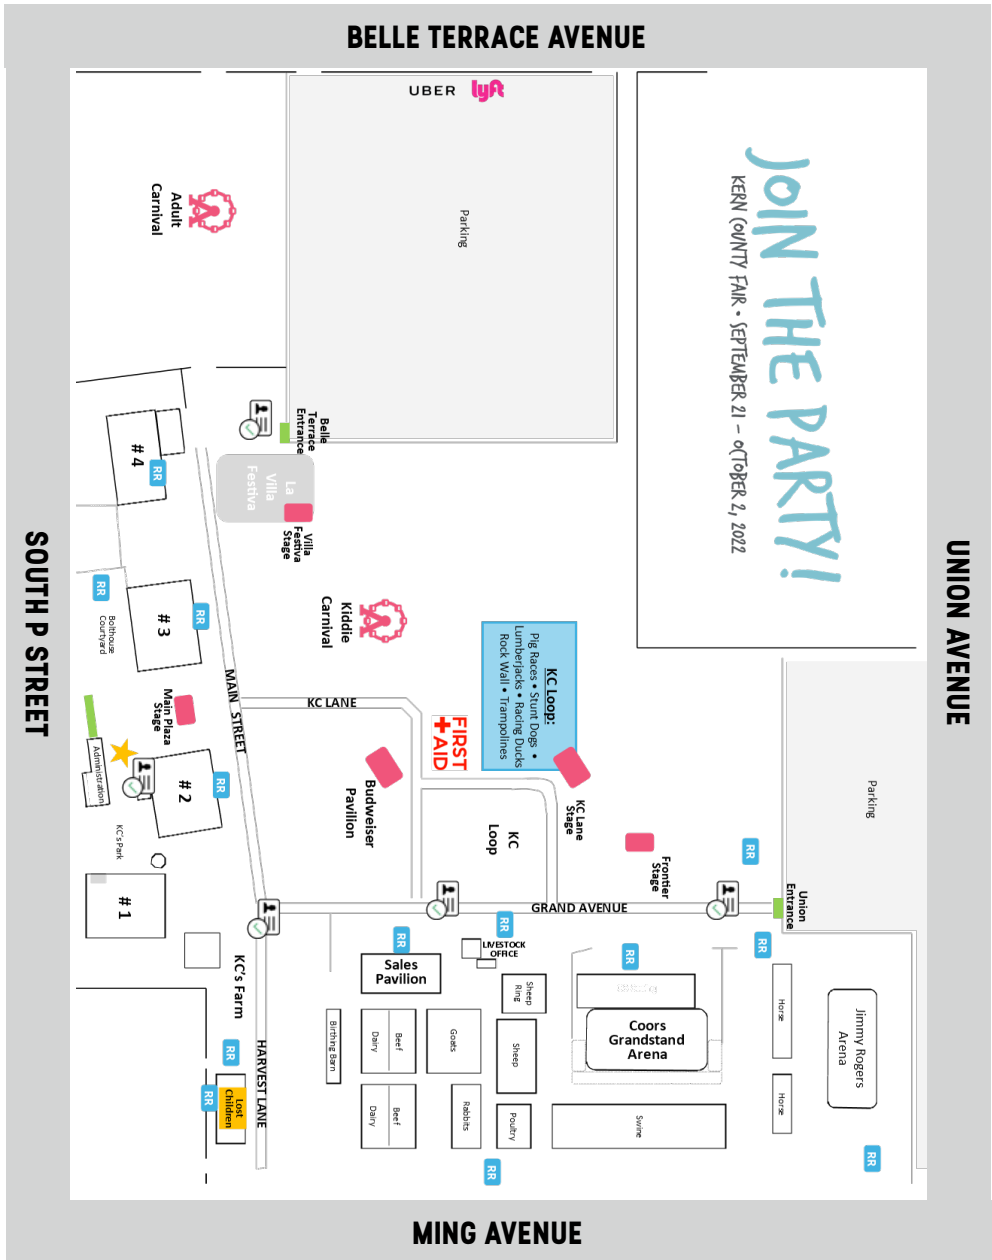 BELLE TERRACE AVENUE
UBER lyft
Parking
JOIN THE PARTY!
KERN COUNTY FAIR • SEPTEMBER 21 – OCTOBER 2, 2022
Adult
Carnival
Belle
Terrace
Entrance
La
Villa
Festiva
Villa
Festiva
Stage
# 4
RR
RR
Bolthouse
Courtyard
# 3
RR
Kiddie
Carnival
SOUTH P STREET
UNION AVENUE
KC Loop:
Pig Races • Stunt Dogs •
Lumberjacks • Racing Ducks
Rock Wall • Trampolines
MAIN STREET
KC LANE
Main Plaza
Stage
FIRST
+ AID
Administration
# 2
RR
Budweiser
Pavilion
KC
Loop
KC Lane
Stage
Frontier
Stage
RR
Parking
KC's Park
# 1
GRAND AVENUE
Union
Entrance
KC's Farm
RR
RR
LIVESTOCK
OFFICE
RR
RR
Sales
Pavilion
Sheep
Ring
Coors
Grandstand
Arena
Horse
Jimmy Rogers
Arena
Birthing Barn
Dairy
Beef
Goats
Sheep
HARVEST LANE
RR
RR
Lost
Children
Dairy
Beef
Rabbits
Poultry
Swine
Horse
RR
RR
MING AVENUE